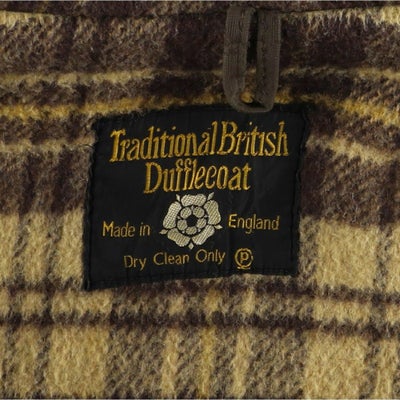 Traditional British
Dufflecoat
Made in England
Dry Clean Only P